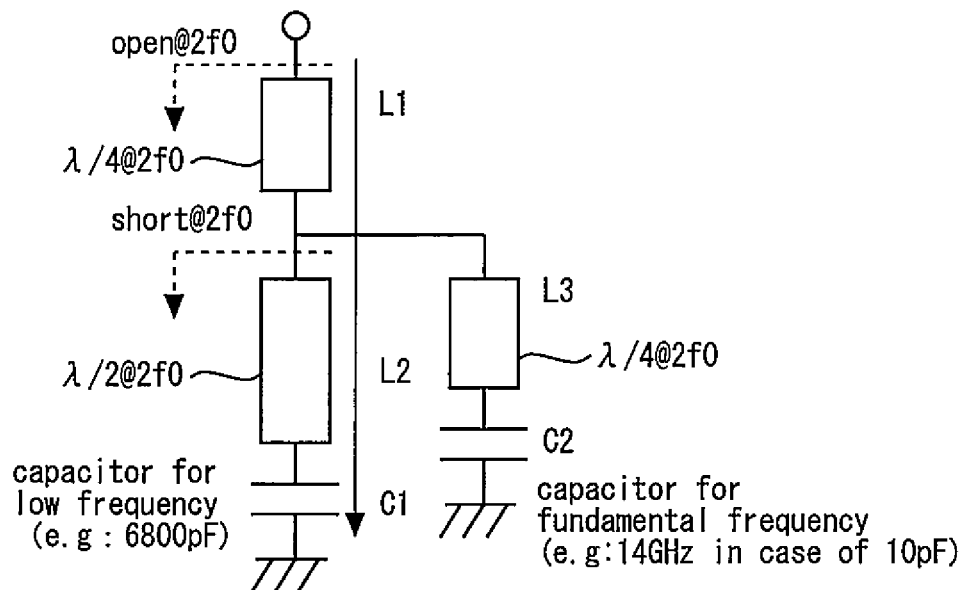 open@2f0
L1
λ/4@2f0
short@2f0
L3
λ/2@2f0
L2
λ/4@2f0
C2
capacitor for
low frequency
(e.g : 6800pF)
C1
capacitor for
fundamental frequency
(e.g:14GHz in case of 10pF)